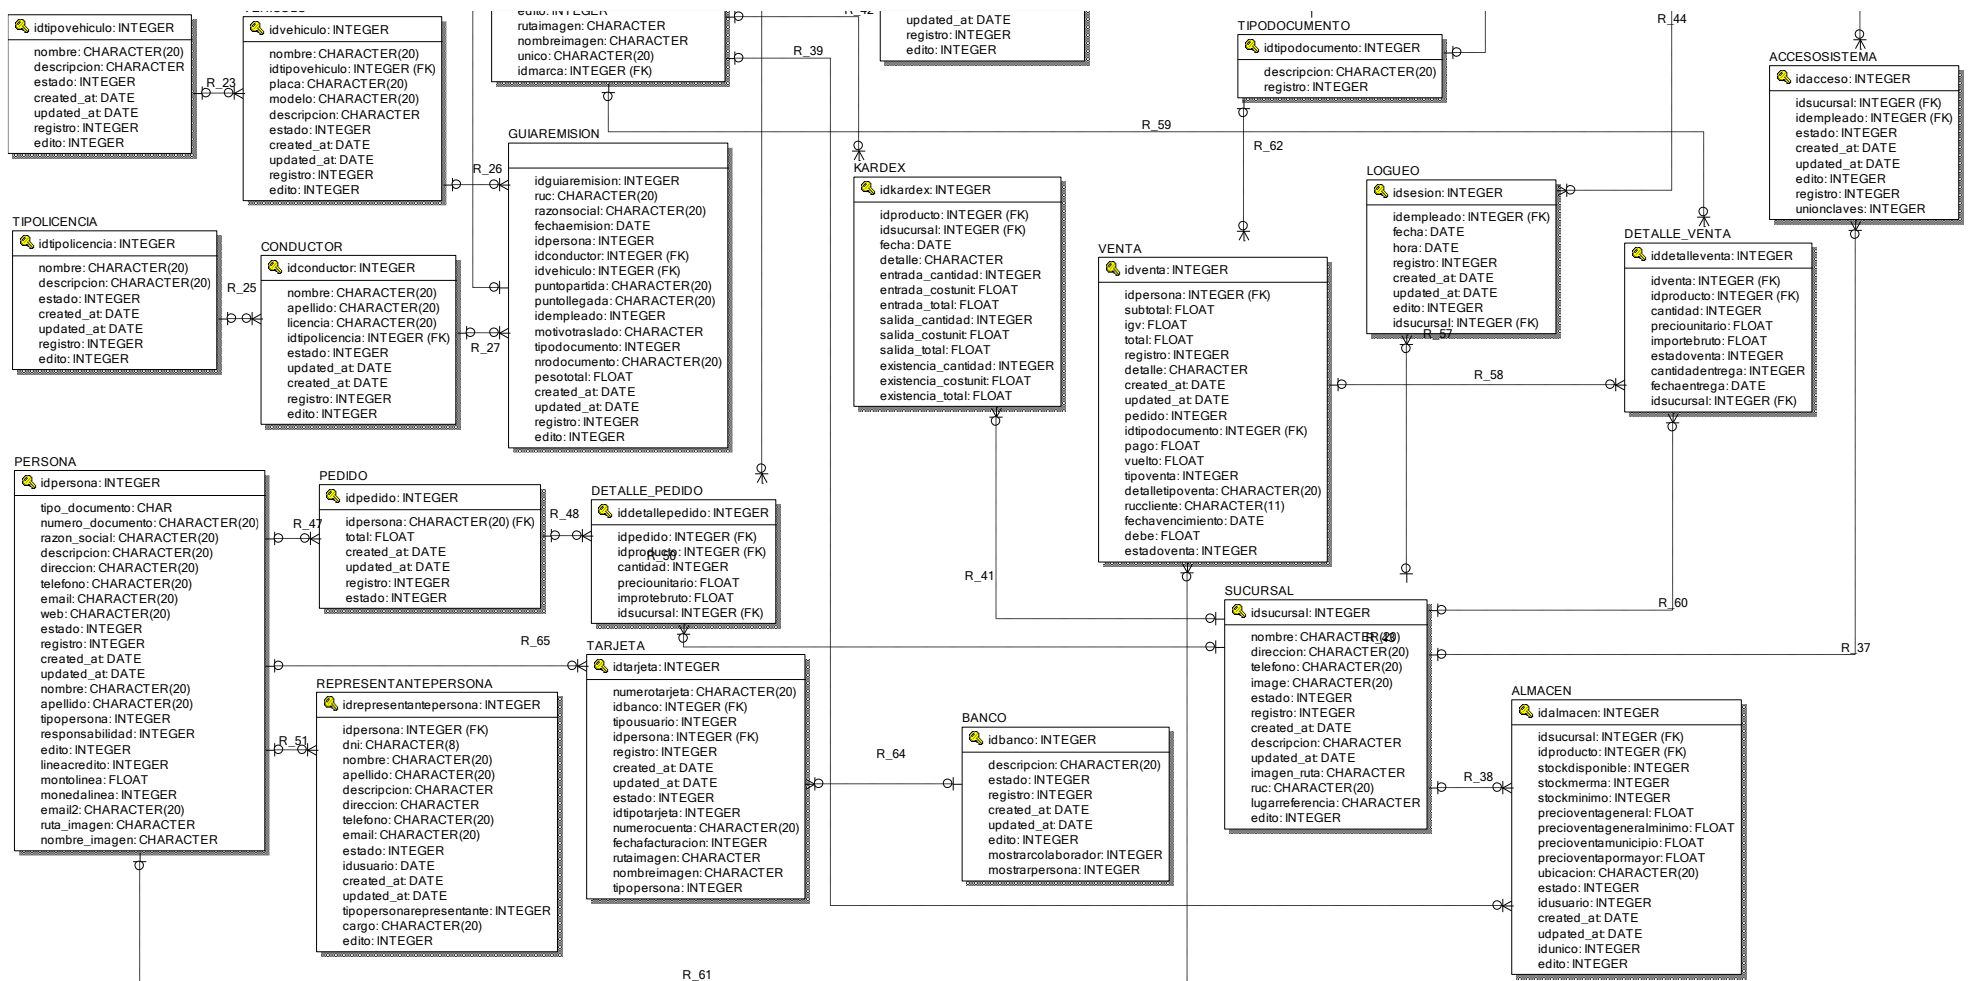 idtipovehiculo: INTEGER
nombre: CHARACTER(20)
descripcion: CHARACTER
estado: INTEGER
created_at: DATE
updated_at: DATE
registro: INTEGER
edito: INTEGER
R_23
idvehiculo: INTEGER
nombre: CHARACTER(20)
idtipovehiculo: INTEGER (FK)
placa: CHARACTER(20)
modelo: CHARACTER(20)
descripcion: CHARACTER
estado: INTEGER
created_at: DATE
updated_at: DATE
registro: INTEGER
edito: INTEGER
R_26
edito: INTEGER
rutaimagen: CHARACTER
nombreimagen: CHARACTER
unico: CHARACTER(20)
idmarca: INTEGER (FK)
R_42
R_39
updated_at: DATE
registro: INTEGER
edito: INTEGER
TIPODOCUMENTO
idtipodocumento: INTEGER
descripcion: CHARACTER(20)
registro: INTEGER
R_44
R_59
R_62
ACCESOSISTEMA
idacceso: INTEGER
idsucursal: INTEGER (FK)
idempleado: INTEGER (FK)
estado: INTEGER
created_at: DATE
updated_at: DATE
edito: INTEGER
registro: INTEGER
unionclaves: INTEGER
TIPOLICENCIA
idtipolicencia: INTEGER
nombre: CHARACTER(20)
descripcion: CHARACTER(20)
estado: INTEGER
created_at: DATE
updated_at: DATE
registro: INTEGER
edito: INTEGER
R_25
CONDUCTOR
idconductor: INTEGER
nombre: CHARACTER(20)
apellido: CHARACTER(20)
licencia: CHARACTER(20)
idtipolicencia: INTEGER (FK)
estado: INTEGER
updated_at: DATE
created_at: DATE
registro: INTEGER
edito: INTEGER
R_27
GUIAREMISION
idguiaremision: INTEGER
ruc: CHARACTER(20)
razonsocial: CHARACTER(20)
fechaemision: DATE
idpersona: INTEGER
idconductor: INTEGER (FK)
idvehiculo: INTEGER (FK)
puntopartida: CHARACTER(20)
puntollegada: CHARACTER(20)
idempleado: INTEGER
motivotraslado: CHARACTER
tipodocumento: INTEGER
nrodocumento: CHARACTER(20)
pesototal: FLOAT
created_at: DATE
updated_at: DATE
registro: INTEGER
edito: INTEGER
KARDEX
idkardex: INTEGER
idproducto: INTEGER (FK)
idsucursal: INTEGER (FK)
fecha: DATE
detalle: CHARACTER
entrada_cantidad: INTEGER
entrada_costunit: FLOAT
entrada_total: FLOAT
salida_cantidad: INTEGER
salida_costunit: FLOAT
salida_total: FLOAT
existencia_cantidad: INTEGER
existencia_costunit: FLOAT
existencia_total: FLOAT
VENTA
idventa: INTEGER
idpersona: INTEGER (FK)
subtotal: FLOAT
igv: FLOAT
total: FLOAT
registro: INTEGER
detalle: CHARACTER
created_at: DATE
updated_at: DATE
pedido: INTEGER
idtipodocumento: INTEGER (FK)
pago: FLOAT
vuelto: FLOAT
tipoventa: INTEGER
detalletipoventa: CHARACTER(20)
ruccliente: CHARACTER(11)
fechavencimiento: DATE
debe: FLOAT
estadoventa: INTEGER
LOGUEO
idsesion: INTEGER
idempleado: INTEGER (FK)
fecha: DATE
hora: DATE
registro: INTEGER
created_at: DATE
updated_at: DATE
edito: INTEGER
idsucursal: INTEGER (FK)
R_57
R_58
DETALLE_VENTA
iddetalleventa: INTEGER
idventa: INTEGER (FK)
idproducto: INTEGER (FK)
cantidad: INTEGER
preciounitario: FLOAT
importebruto: FLOAT
estadoventa: INTEGER
cantidadentrega: INTEGER
fechaentrega: DATE
idsucursal: INTEGER (FK)
PERSONA
idpersona: INTEGER
tipo_documento: CHAR
numero_documento: CHARACTER(20)
razon_social: CHARACTER(20)
descripcion: CHARACTER(20)
direccion: CHARACTER(20)
telefono: CHARACTER(20)
email: CHARACTER(20)
web: CHARACTER(20)
estado: INTEGER
registro: INTEGER
created_at: DATE
updated_at: DATE
nombre: CHARACTER(20)
apellido: CHARACTER(20)
tipopersona: INTEGER
responsabilidad: INTEGER
edito: INTEGER
lineacredito: INTEGER
montolinea: FLOAT
monedalinea: INTEGER
email2: CHARACTER(20)
ruta_imagen: CHARACTER
nombre_imagen: CHARACTER
R_47
PEDIDO
idpedido: INTEGER
idpersona: CHARACTER(20) (FK)
total: FLOAT
created_at: DATE
updated_at: DATE
registro: INTEGER
estado: INTEGER
R_48
DETALLE_PEDIDO
iddetallepedido: INTEGER
idpedido: INTEGER (FK)
idproducto: INTEGER (FK)
cantidad: INTEGER
preciounitario: FLOAT
improtebruto: FLOAT
idsucursal: INTEGER (FK)
R_41
R_65
R_51
REPRESENTANTEPERSONA
idrepresentantepersona: INTEGER
idpersona: INTEGER (FK)
dni: CHARACTER(8)
nombre: CHARACTER(20)
apellido: CHARACTER(20)
descripcion: CHARACTER
direccion: CHARACTER
telefono: CHARACTER(20)
email: CHARACTER(20)
estado: INTEGER
idusuario: DATE
created_at: DATE
updated_at: DATE
tipopersonarepresentante: INTEGER
cargo: CHARACTER(20)
edito: INTEGER
TARJETA
idtarjeta: INTEGER
numerotarjeta: CHARACTER(20)
idbanco: INTEGER (FK)
tipousuario: INTEGER
idpersona: INTEGER (FK)
registro: INTEGER
created_at: DATE
updated_at: DATE
estado: INTEGER
idtipotarjeta: INTEGER
numerocuenta: CHARACTER(20)
fechafacturacion: INTEGER
rutaimagen: CHARACTER
nombreimagen: CHARACTER
tipopersona: INTEGER
R_64
BANCO
idbanco: INTEGER
descripcion: CHARACTER(20)
estado: INTEGER
registro: INTEGER
created_at: DATE
updated_at: DATE
edito: INTEGER
mostrarcolaborador: INTEGER
mostrarpersona: INTEGER
SUCURSAL
idsucursal: INTEGER
nombre: CHARACTER(20)
direccion: CHARACTER(20)
telefono: CHARACTER(20)
image: CHARACTER(20)
estado: INTEGER
registro: INTEGER
created_at: DATE
descripcion: CHARACTER
updated_at: DATE
imagen_ruta: CHARACTER
ruc: CHARACTER(20)
lugarreferencia: CHARACTER
edito: INTEGER
R_60
R_37
R_38
ALMACEN
idalmacen: INTEGER
idsucursal: INTEGER (FK)
idproducto: INTEGER (FK)
stockdisponible: INTEGER
stockmerma: INTEGER
stockminimo: INTEGER
precioventageneral: FLOAT
precioventageneralminimo: FLOAT
precioventamunicipio: FLOAT
precioventapormayor: FLOAT
ubicacion: CHARACTER(20)
estado: INTEGER
idusuario: INTEGER
created_at: DATE
udpated_at: DATE
idunico: INTEGER
edito: INTEGER
R_61